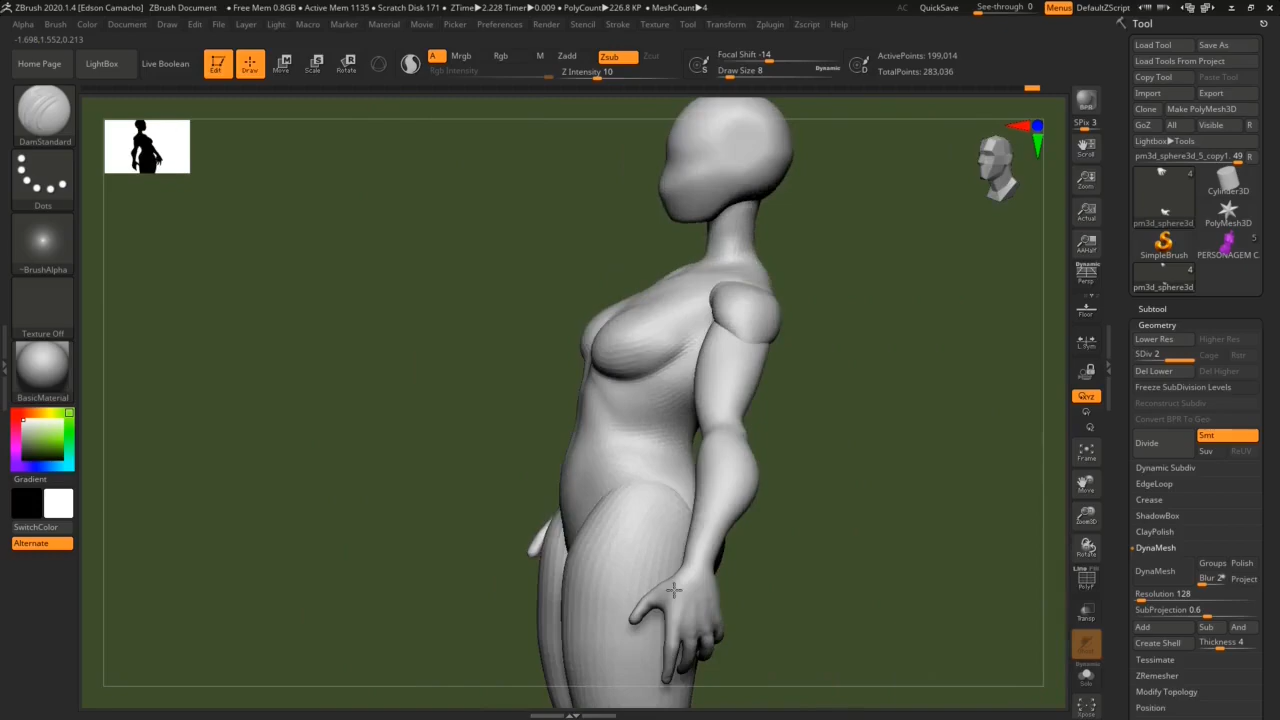 ZBrush 2020.1.4 [Edson Camacho] ZBrush Document • Free Mem 0.8GB • Active Mem 1135 • Scratch Disk 171 • ZTime▶2.228 Timer▶0.009 • PolyCount▶226.8 KP • MeshCount▶4 AC QuickSave See-through 0 Menus DefaultZScript
Alpha Brush Color Document Draw Edit File Layer Light Macro Marker Material Movie Picker Preferences Render Stencil Stroke Texture Tool Transform Zplugin Zscript Help
-1.698,1.552,0.213
Home Page LightBox Live Boolean Edit Draw Move Scale Rotate
A Mrgb Rgb M Zadd Zsub Zcut
Rgb Intensity Z Intensity 10
Focal Shift -14
Draw Size 8 Dynamic
S D
ActivePoints: 199,014
TotalPoints: 283,036
DamStandard
Dots
~BrushAlpha
Texture Off
BasicMaterial
Gradient
SwitchColor
Alternate
BPR
SPix 3
Scroll
Zoom
Actual
AAHalf
Dynamic
Persp
Floor
L.Sym
XYZ
Frame
Move
Zoom3D
Rotate
Line Fill
PolyF
Transp
Dynamic
Solo
Xpose
Tool
Load Tool Save As
Load Tools From Project
Copy Tool Paste Tool
Import Export
Clone Make PolyMesh3D
GoZ All Visible R
Lightbox▶Tools
pm3d_sphere3d_5_copy1. 49 R
4
Cylinder3D
pm3d_sphere3d PolyMesh3D
5
SimpleBrush PERSONAGEM C
4
pm3d_sphere3d_
Subtool
Geometry
Lower Res Higher Res
SDiv 2 Cage Rstr
Del Lower Del Higher
Freeze SubDivision Levels
Reconstruct Subdiv
Convert BPR To Geo
Divide Smt
Suv ReUV
Dynamic Subdiv
EdgeLoop
Crease
ShadowBox
ClayPolish
DynaMesh
DynaMesh Groups Polish
Blur 2 Project
Resolution 128
SubProjection 0.6
Add Sub And
Create Shell Thickness 4
Tessimate
ZRemesher
Modify Topology
Position